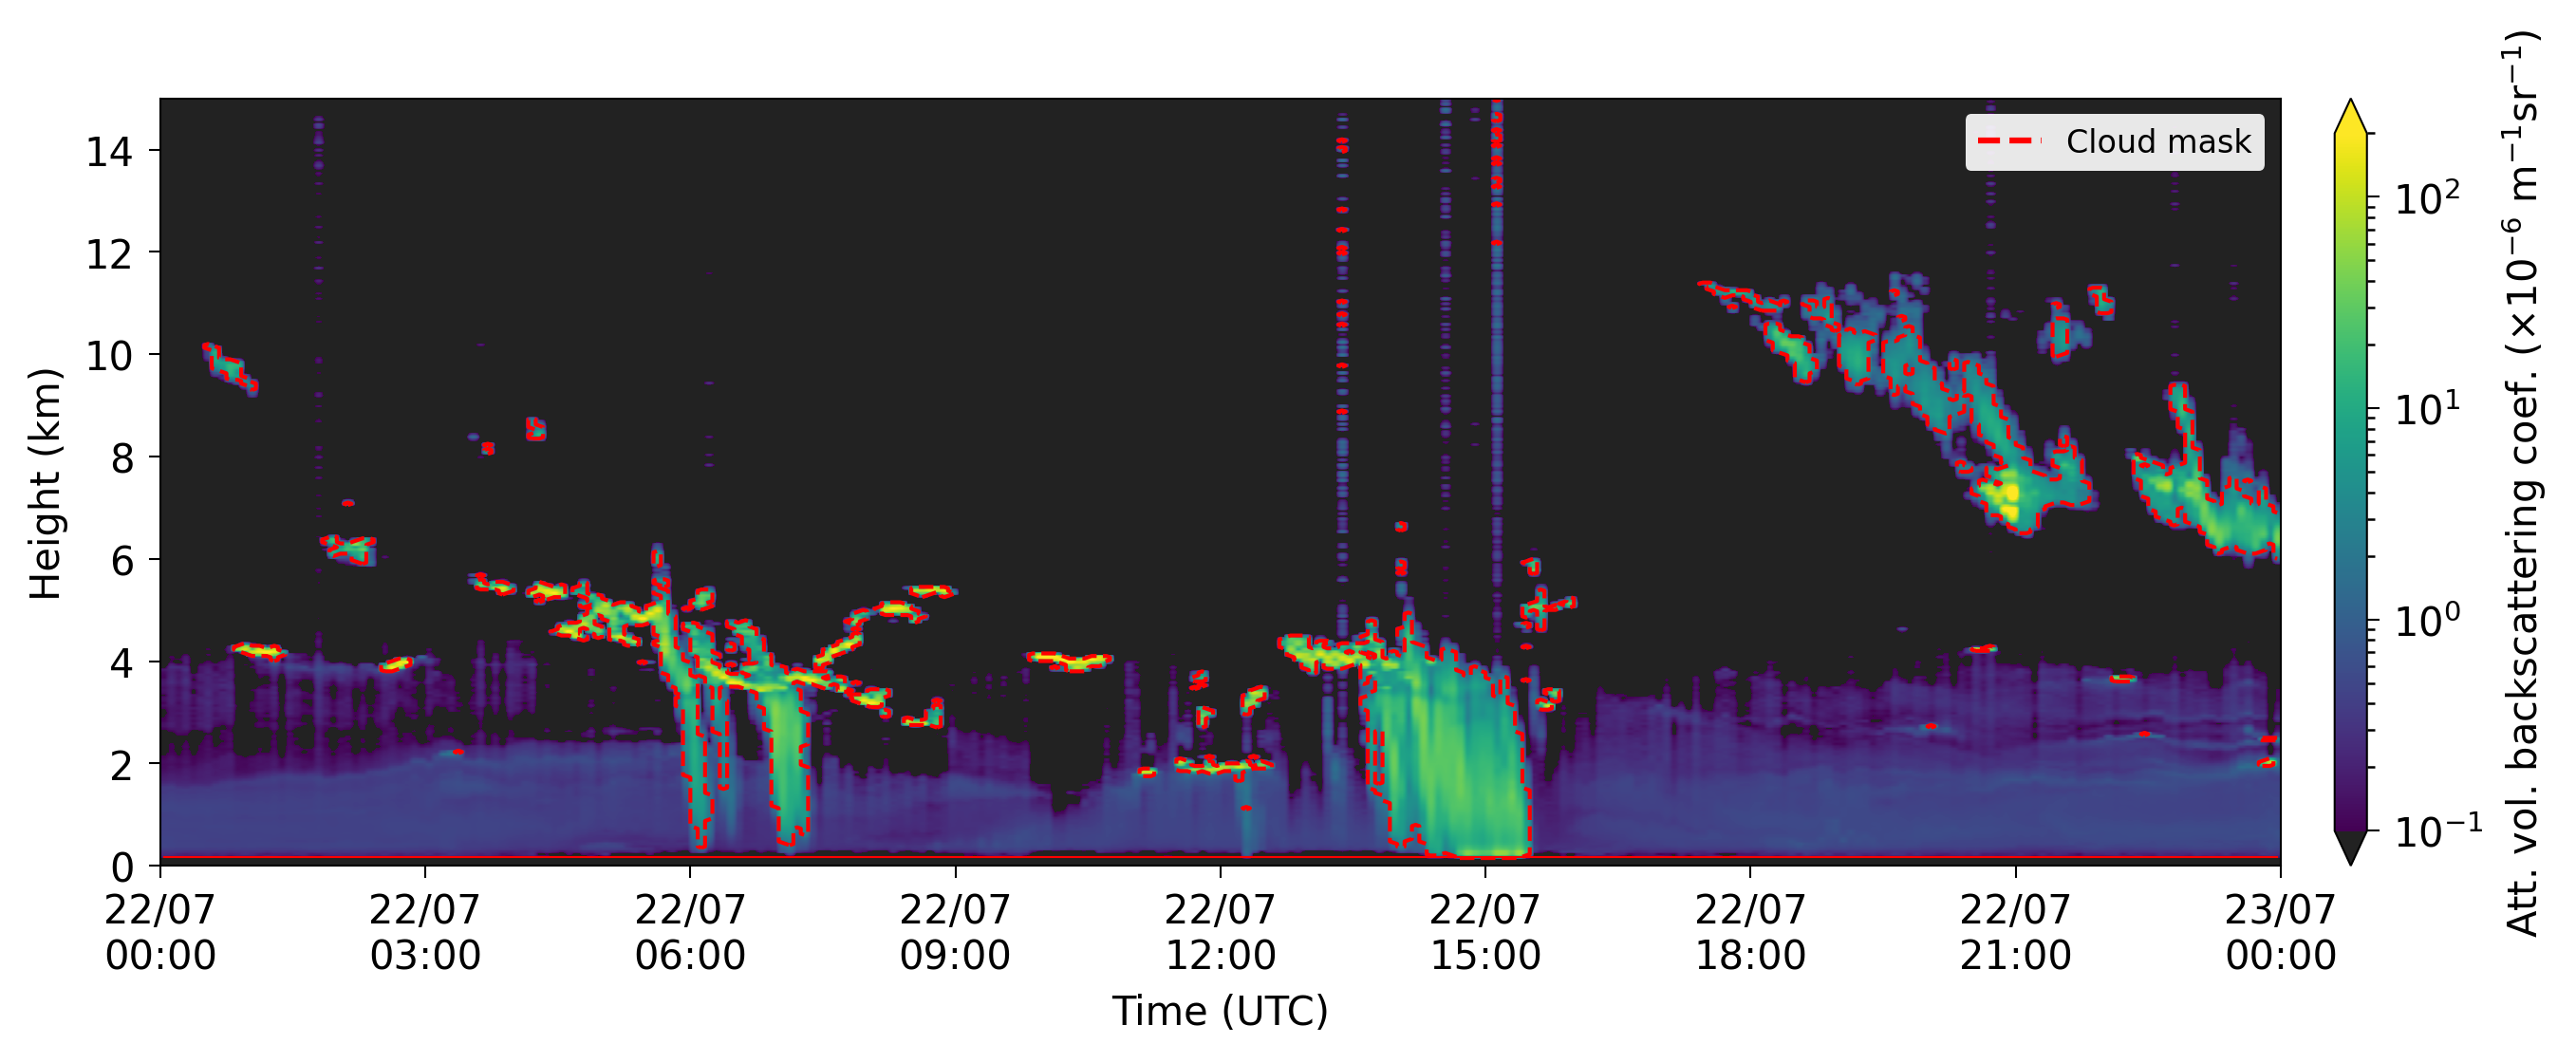 Cloud mask
Height (km)
14
12
10
8
6
4
2
0
22/07 22/07 22/07 22/07 22/07 22/07 22/07 22/07 23/07
00:00 03:00 06:00 09:00 12:00 15:00 18:00 21:00 00:00
Time (UTC)
10²
10¹
10⁰
10⁻¹
Att. vol. backscattering coef. (×10⁻⁶ m⁻¹sr⁻¹)